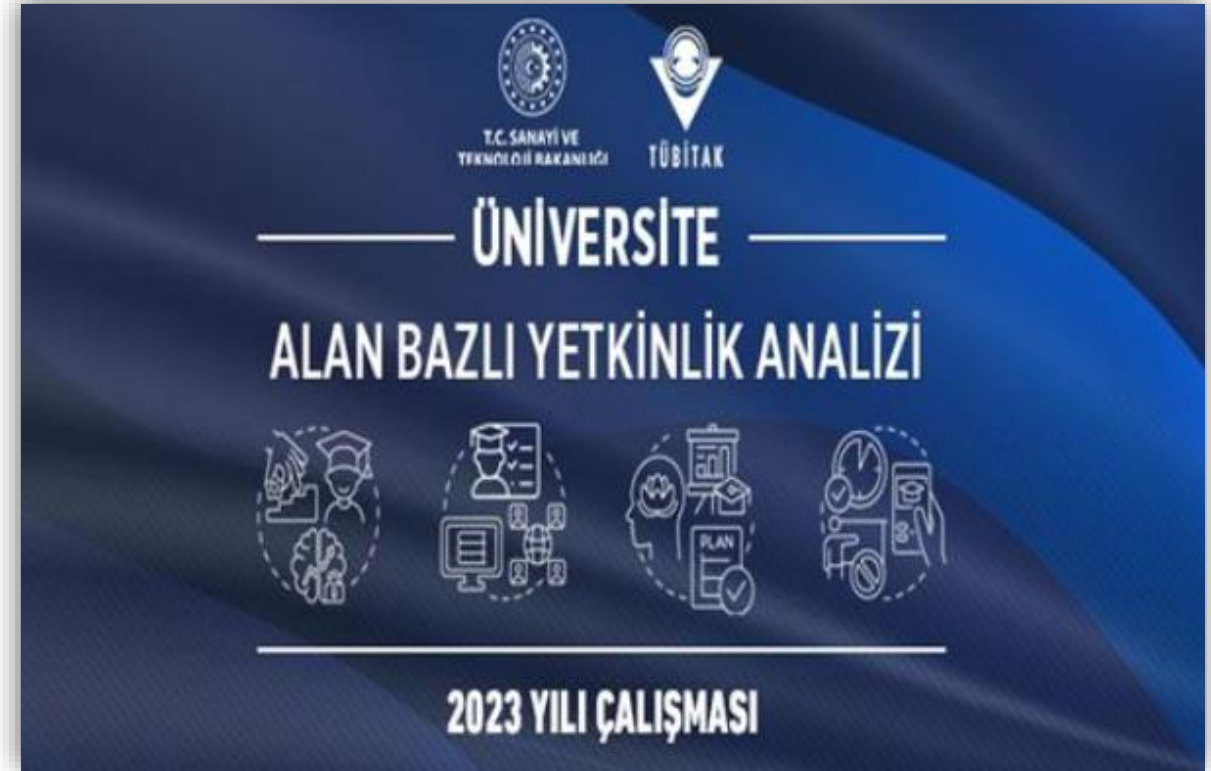 T.C. SANAYİ VE
TEKNOLOJİ BAKANLIĞI
TÜBİTAK
ÜNİVERSİTE
ALAN BAZLI YETKİNLİK ANALİZİ
PLAN
2023 YILI ÇALIŞMASI